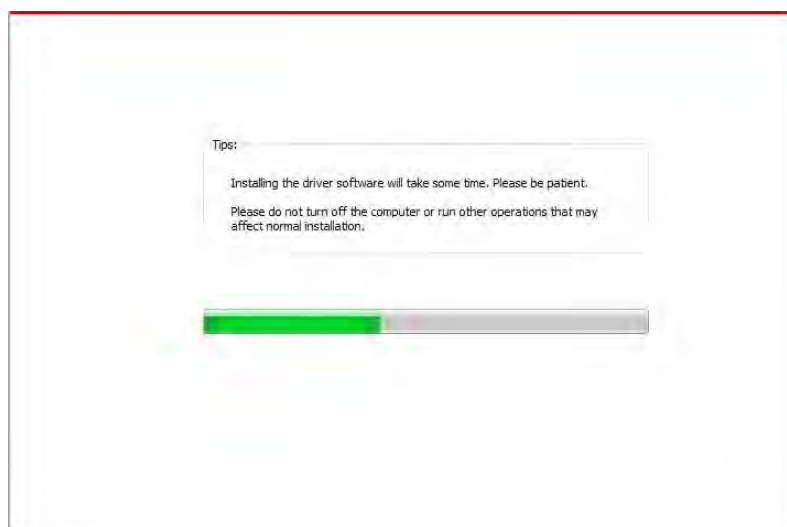 Tips:
Installing the driver software will take some time. Please be patient.
Please do not turn off the computer or run other operations that may
affect normal installation.